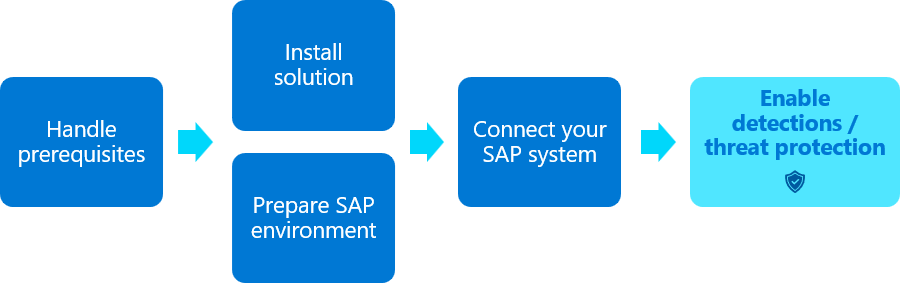 Handle
prerequisites
Install
solution
Prepare SAP
environment
Connect your
SAP system
Enable
detections /
threat protection